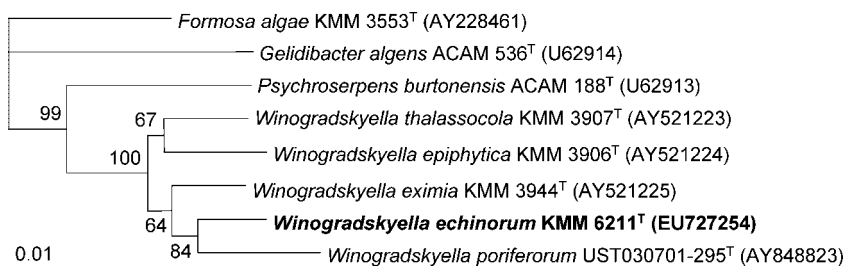 Formosa algae KMM 3553T (AY228461)
Gelidibacter algens ACAM 536T (U62914)
Psychroserpens burtonensis ACAM 188T (U62913)
99
67
Winogradskyella thalassocola KMM 3907T (AY521223)
100
Winogradskyella epiphytica KMM 3906T (AY521224)
Winogradskyella eximia KMM 3944T (AY521225)
64
Winogradskyella echinorum KMM 6211T (EU727254)
84
Winogradskyella poriferorum UST030701-295T (AY848823)
0.01